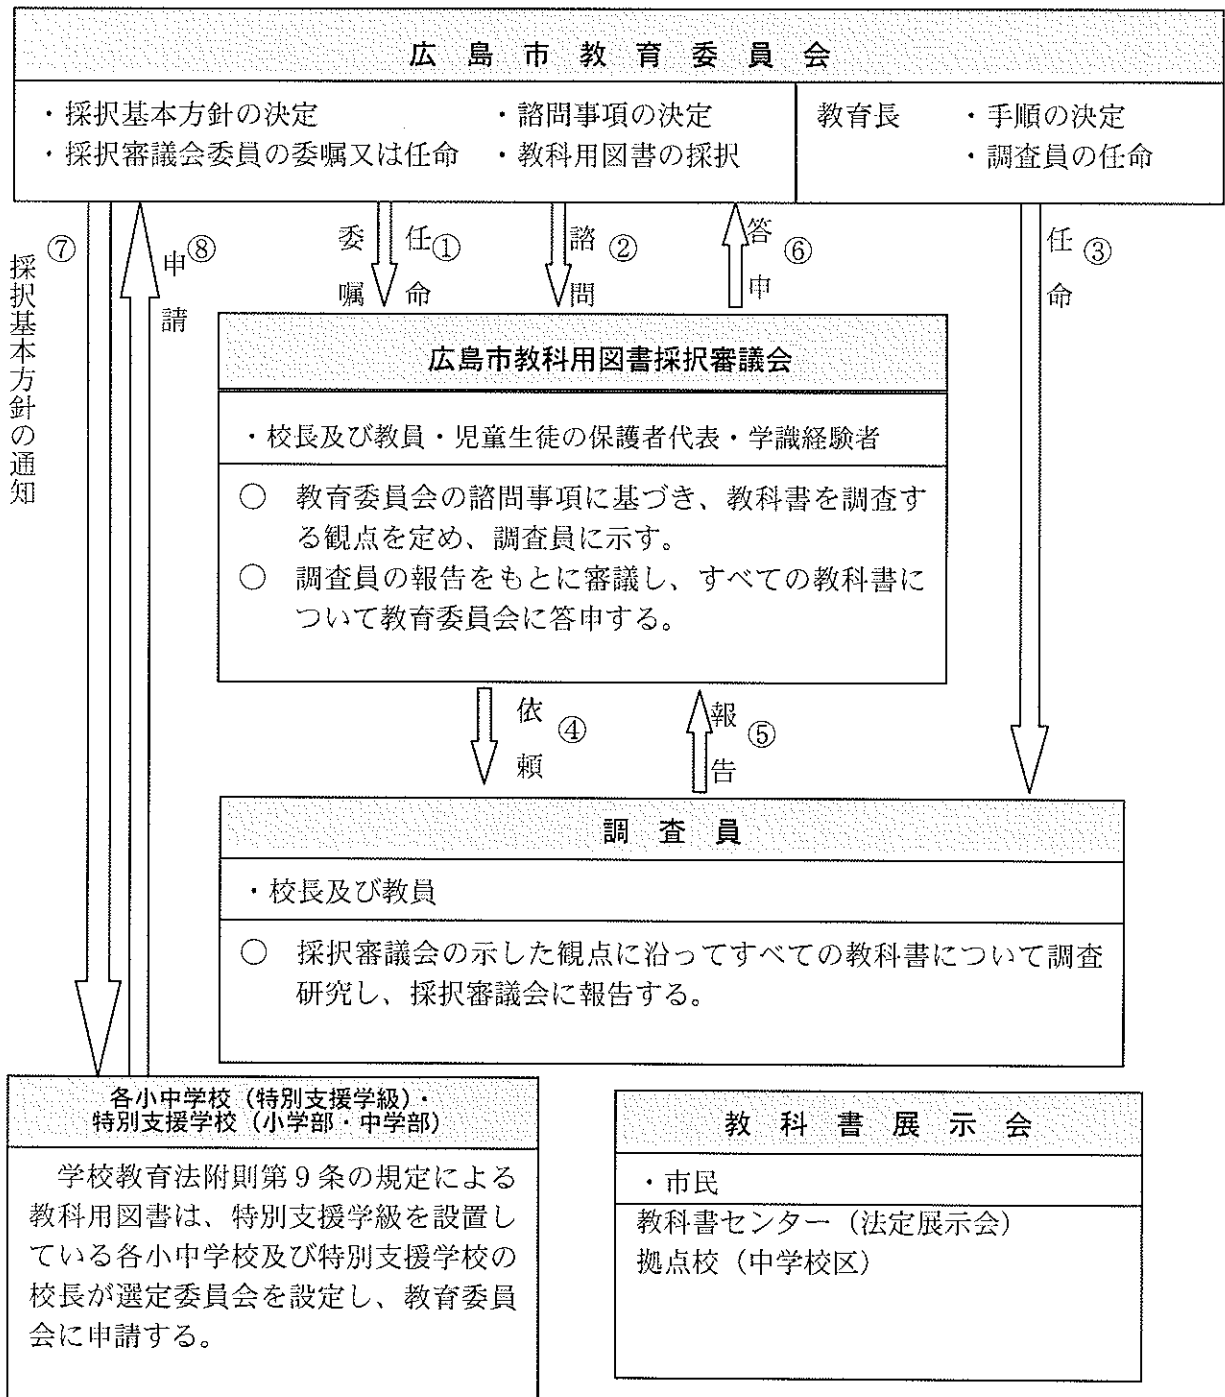 広島市教育委員会
・採択基本方針の決定
・採択審議会委員の委嘱又は任命
・諮問事項の決定
・教科用図書の採択
教育長
・手順の決定
・調査員の任命
⑦
採択基本方針の通知
⑧
申請
委嘱
任命
①
諮問
②
答申
⑥
任命
③
広島市教科用図書採択審議会
・校長及び教員・児童生徒の保護者代表・学識経験者
○ 教育委員会の諮問事項に基づき、教科書を調査す
る観点を定め、調査員に示す。
○ 調査員の報告をもとに審議し、すべての教科書に
ついて教育委員会に答申する。
依頼
④
報告
⑤
調査員
・校長及び教員
○ 採択審議会の示した観点に沿ってすべての教科書について調査
研究し、採択審議会に報告する。
各小中学校（特別支援学級）・
特別支援学校（小学部・中学部）
学校教育法附則第９条の規定による
教科用図書は、特別支援学級を設置し
ている各小中学校及び特別支援学校の
校長が選定委員会を設定し、教育委員
会に申請する。
教科書展示会
・市民
教科書センター（法定展示会）
拠点校（中学校区）